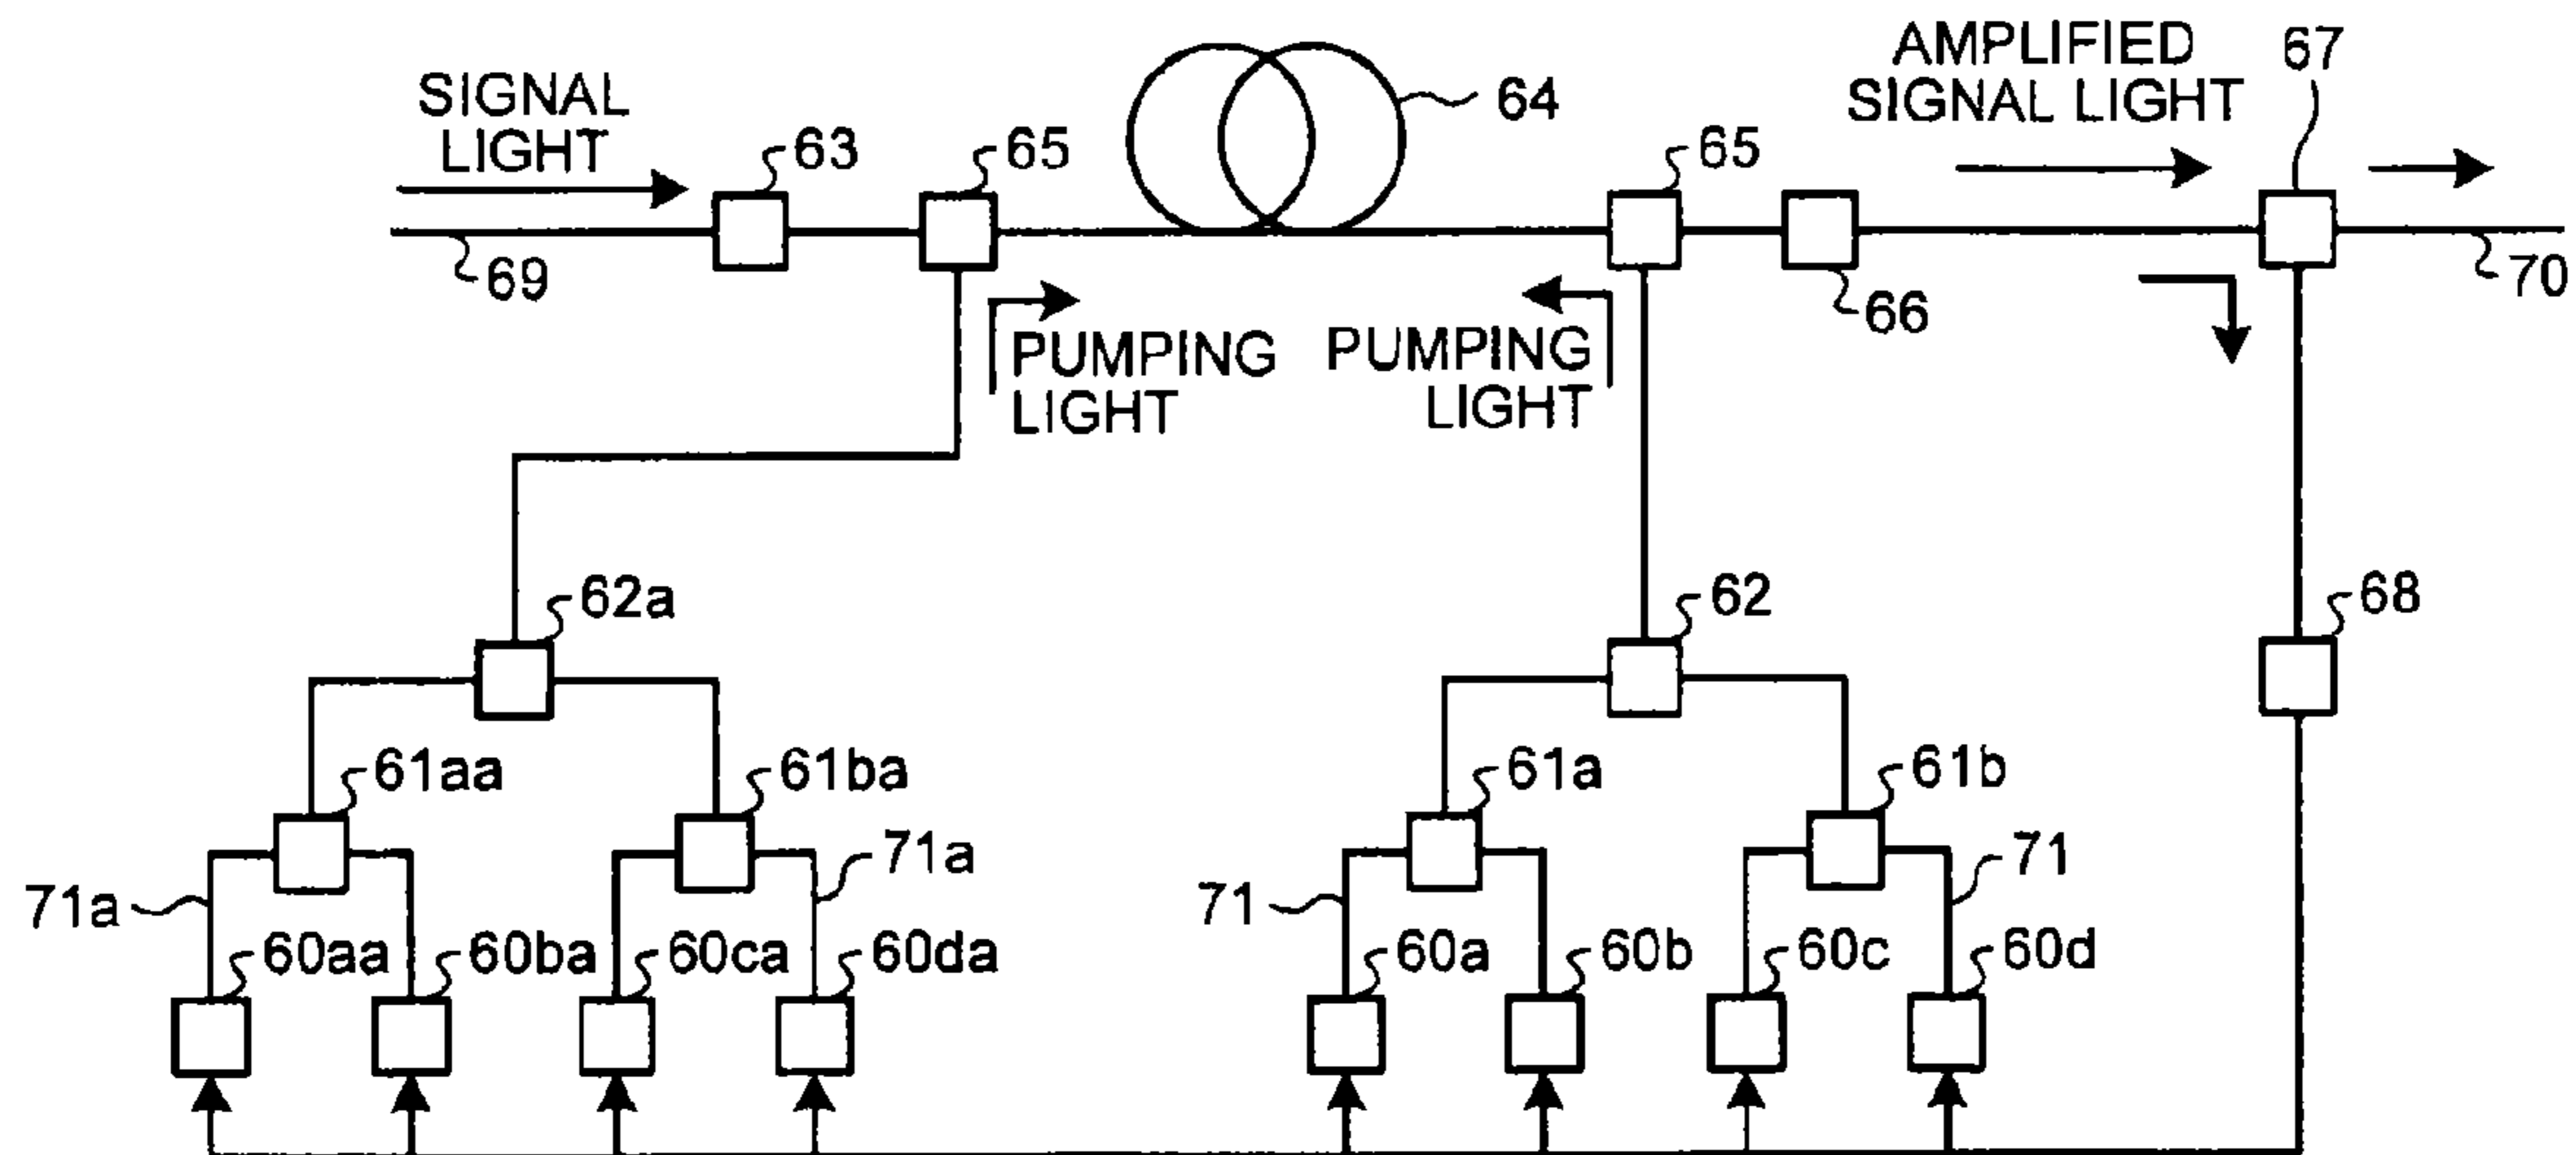 SIGNAL
LIGHT
63
65
64
65
AMPLIFIED
SIGNAL LIGHT
67
69
66
70
PUMPING
LIGHT
PUMPING
LIGHT
62a
62
68
61aa
61ba
61a
61b
71a
71a
71
71
60aa
60ba
60ca
60da
60a
60b
60c
60d